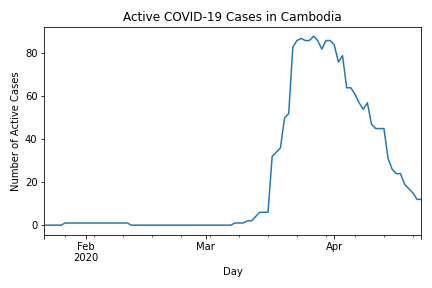 Active COVID-19 Cases in Cambodia
Number of Active Cases
80
60
40
20
0
Feb
2020
Mar
Apr
Day